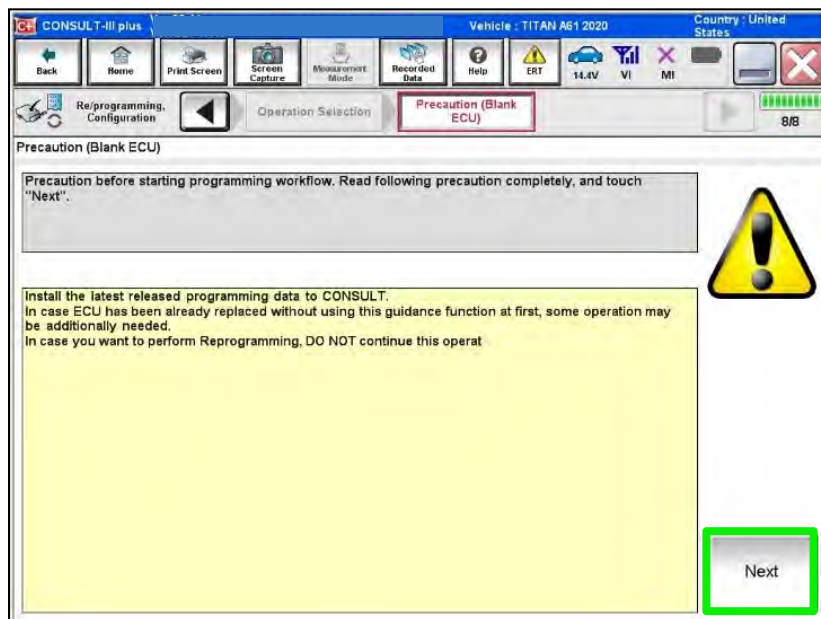 C+ CONSULT-III plus
Vehicle : TITAN A61 2020
Country : United States
Back
Home
Print Screen
Screen Capture
Measurement Mode
Recorded Data
Help
ERT
14.4V
VI
MI
Re/programming, Configuration
Operation Selection
Precaution (Blank ECU)
8/8
Precaution (Blank ECU)
Precaution before starting programming workflow. Read following precaution completely, and touch
"Next".
Install the latest released programming data to CONSULT.
In case ECU has been already replaced without using this guidance function at first, some operation may
be additionally needed.
In case you want to perform Reprogramming, DO NOT continue this operat
Next